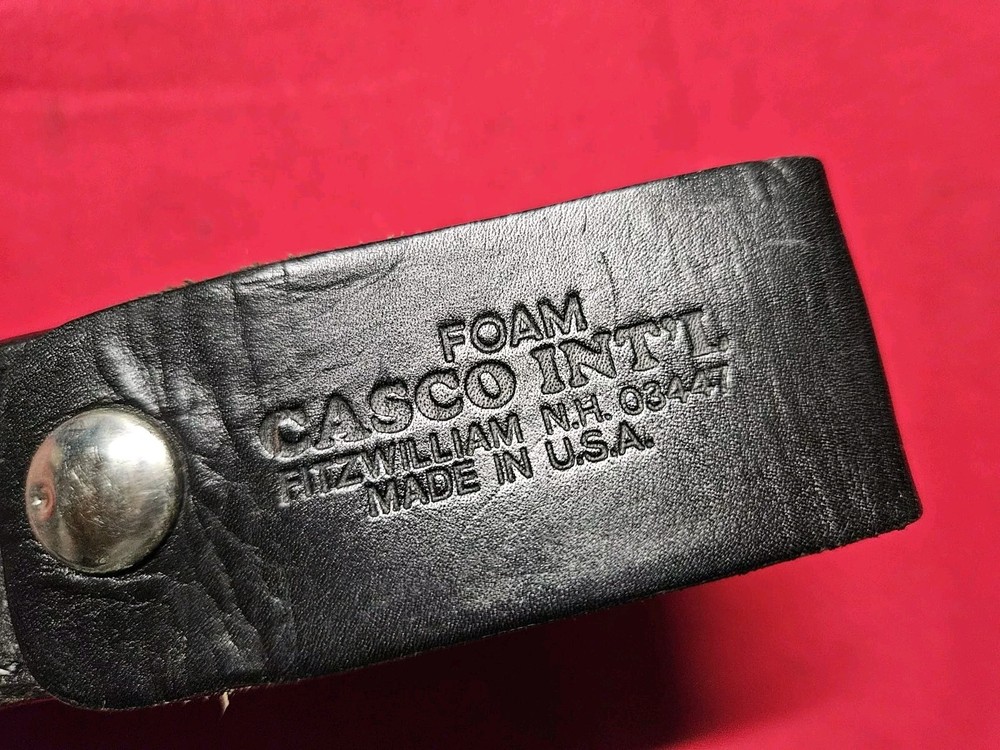 FOAM
CASCO INT'L
FITZWILLIAM N.H. 03447
MADE IN U.S.A.